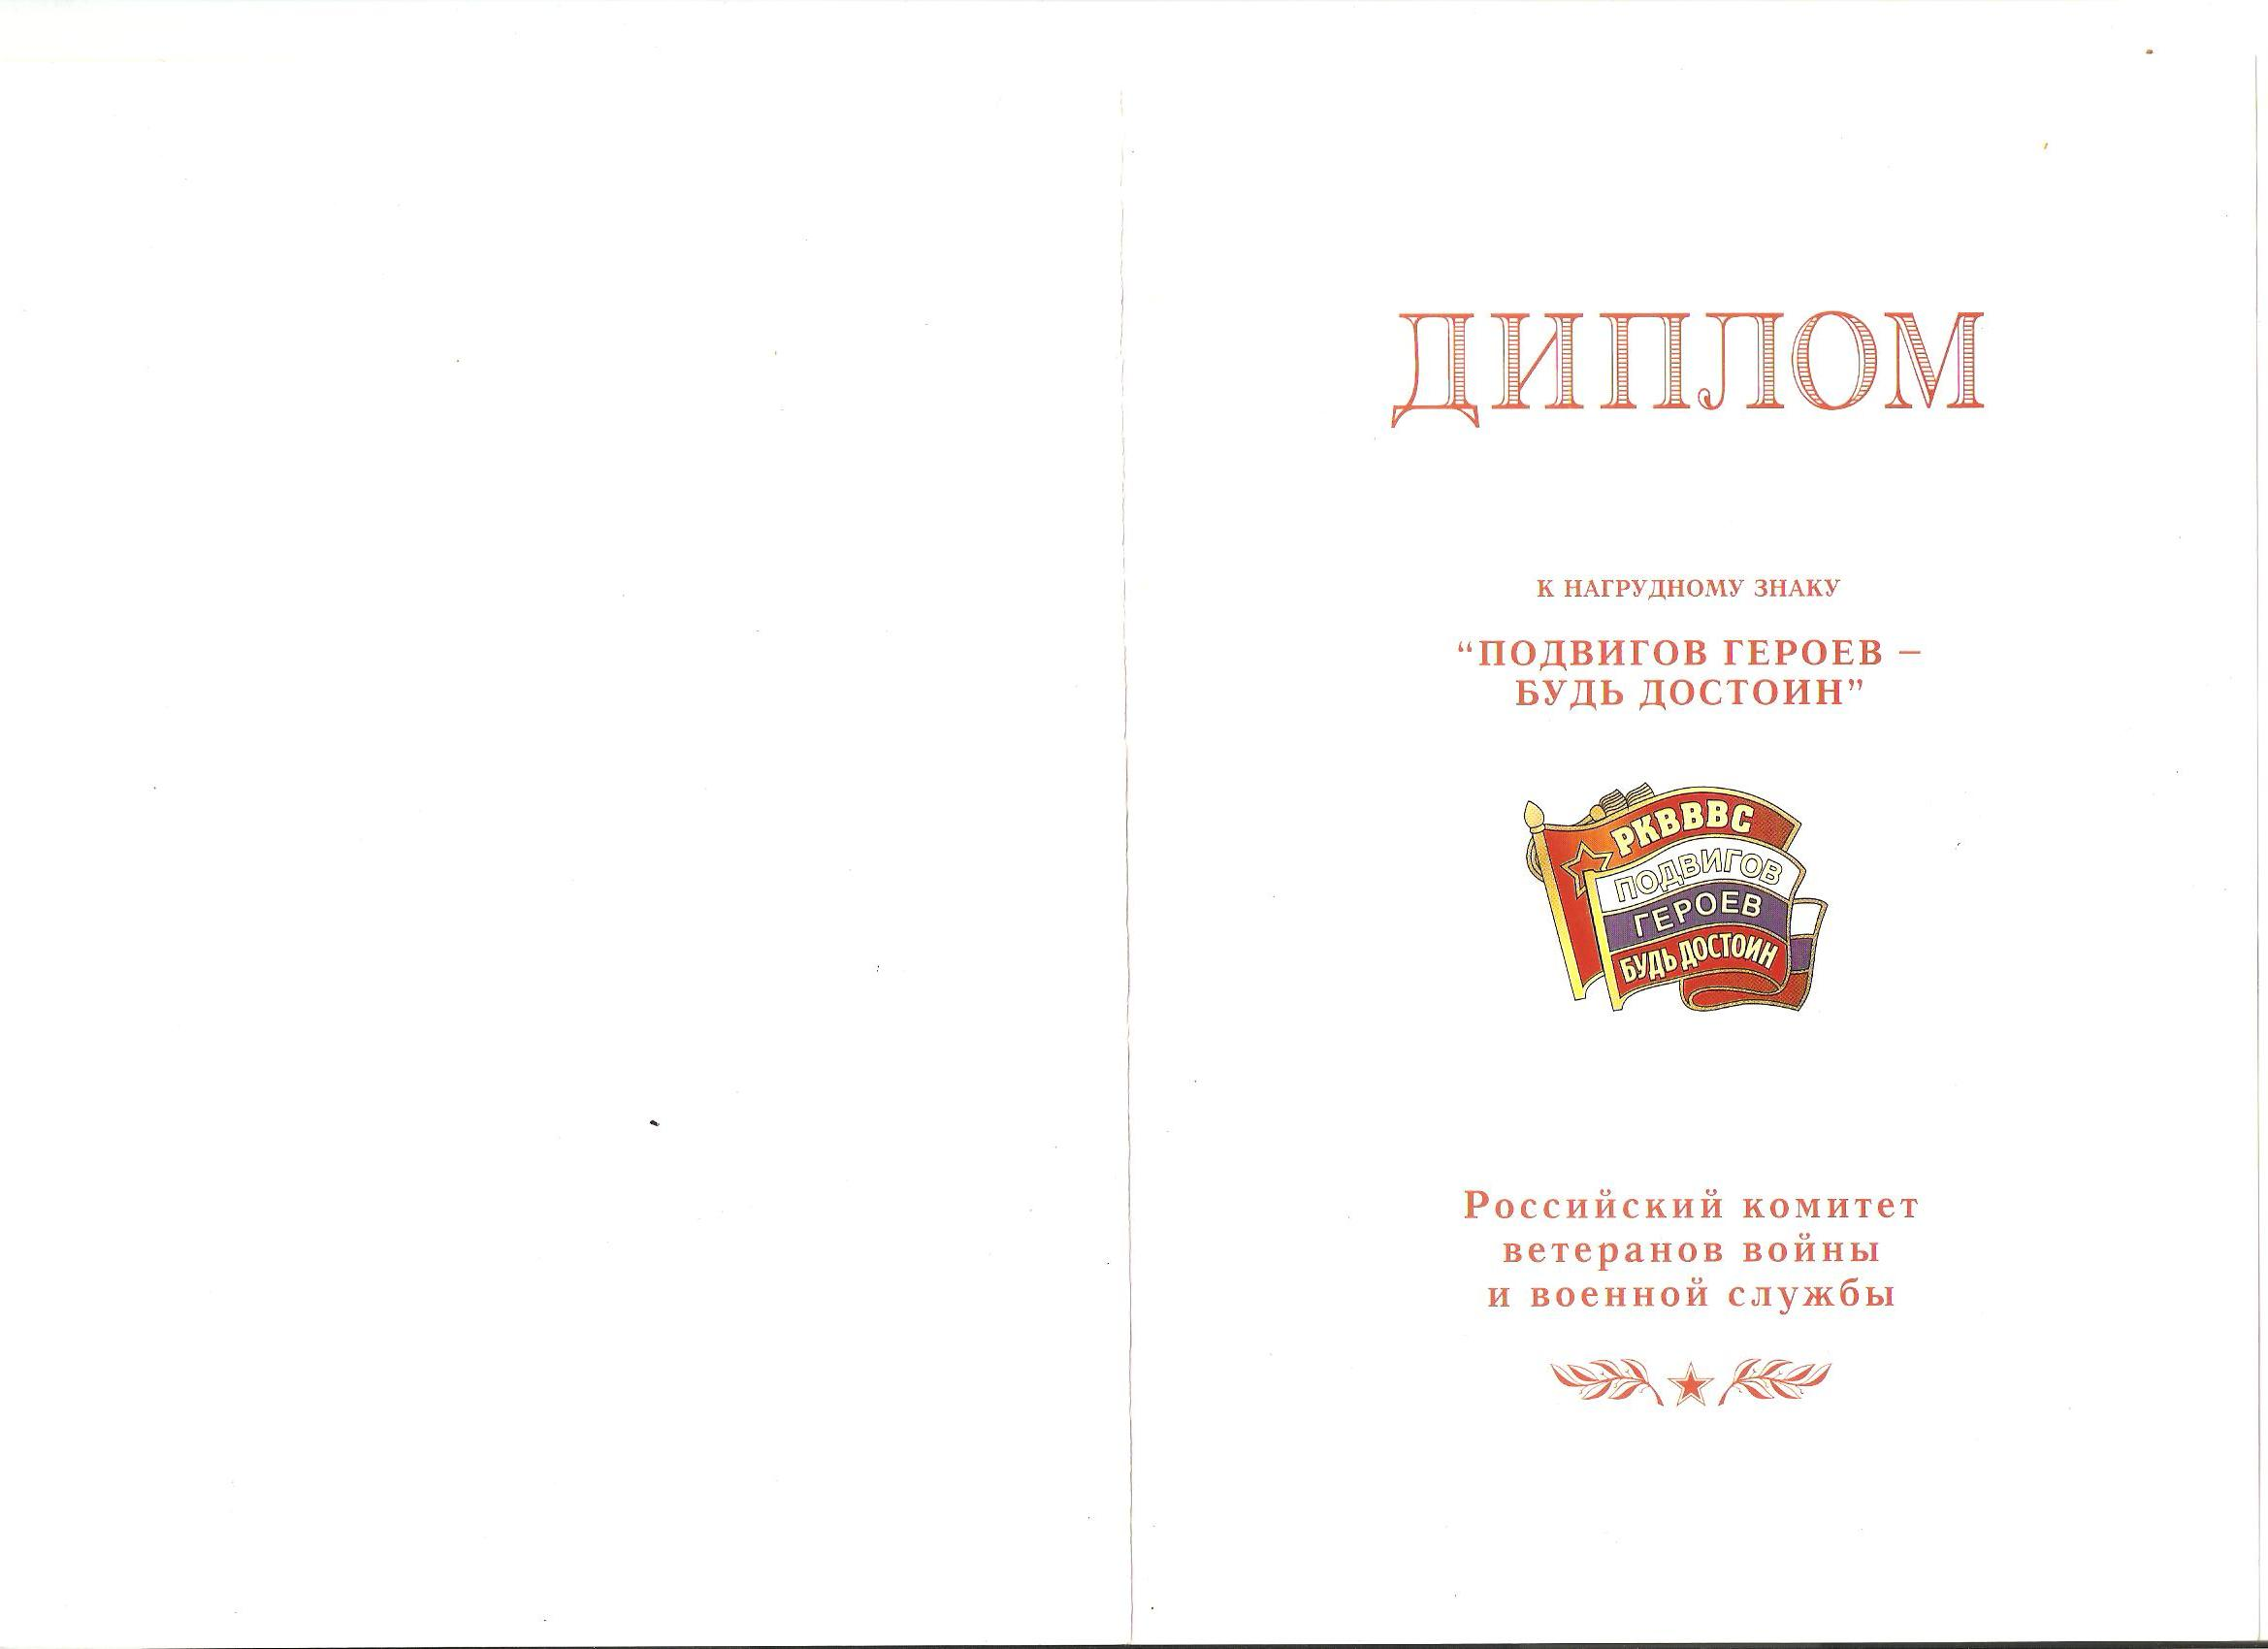 ДИПЛОМ
К НАГРУДНОМУ ЗНАКУ
“ПОДВИГОВ ГЕРОЕВ –
БУДЬ ДОСТОИН”
РКВВВС
ПОДВИГОВ
ГЕРОЕВ
БУДЬ ДОСТОИН
Российский комитет
ветеранов войны
и военной службы